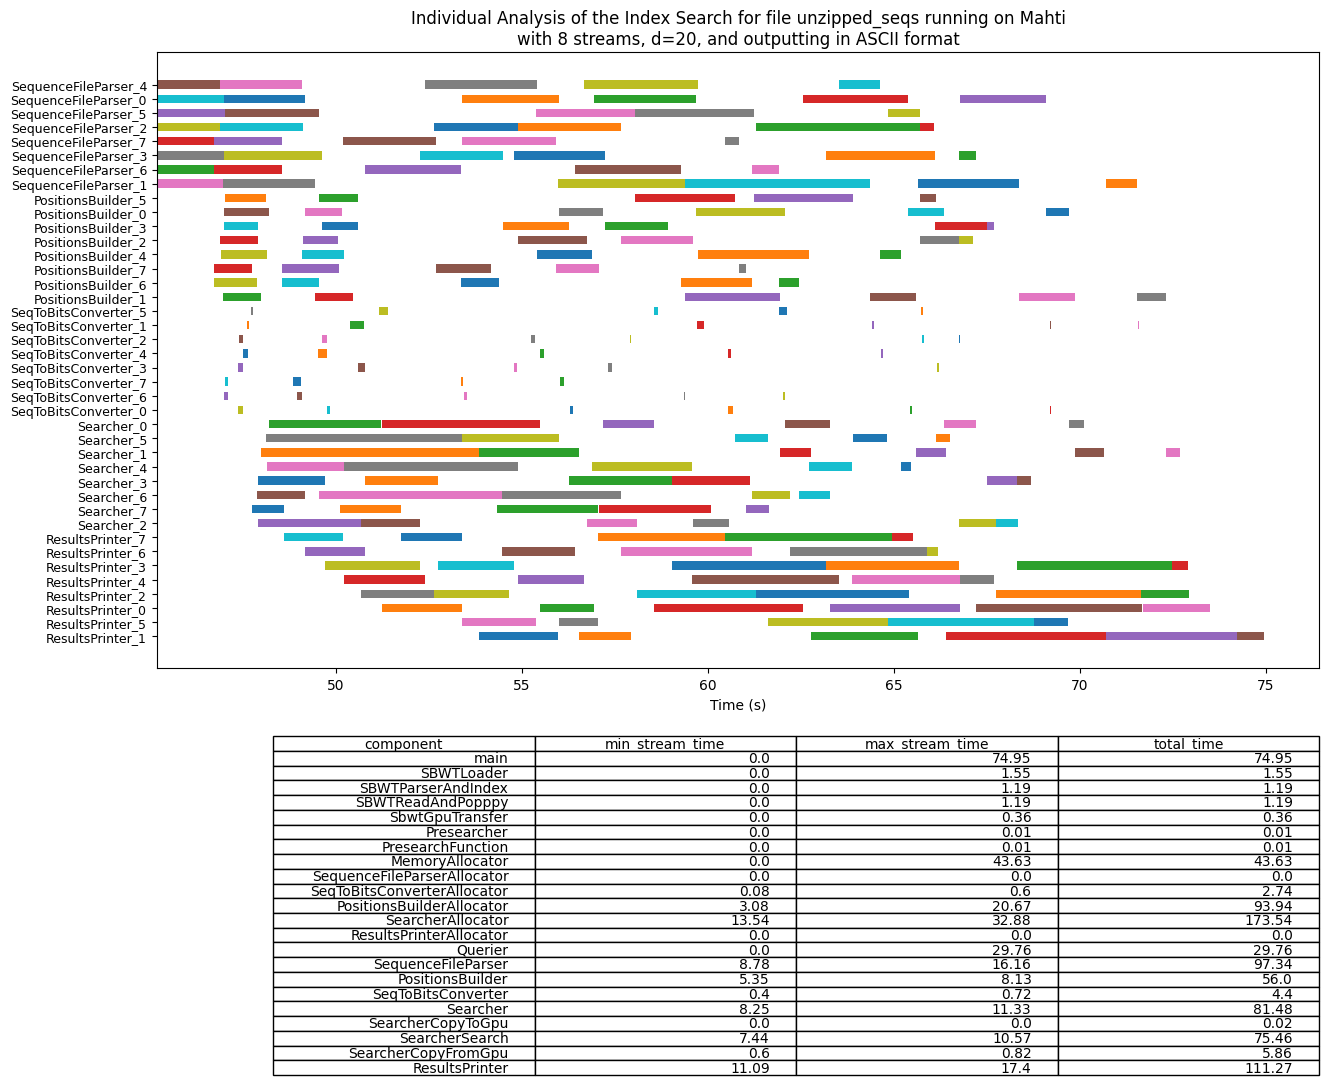 Individual Analysis of the Index Search for file unzipped_seqs running on Mahti
with 8 streams, d=20, and outputting in ASCII format
SequenceFileParser_4
SequenceFileParser_0
SequenceFileParser_5
SequenceFileParser_2
SequenceFileParser_7
SequenceFileParser_3
SequenceFileParser_6
SequenceFileParser_1
PositionsBuilder_5
PositionsBuilder_0
PositionsBuilder_3
PositionsBuilder_2
PositionsBuilder_4
PositionsBuilder_7
PositionsBuilder_6
PositionsBuilder_1
SeqToBitsConverter_5
SeqToBitsConverter_1
SeqToBitsConverter_2
SeqToBitsConverter_4
SeqToBitsConverter_3
SeqToBitsConverter_7
SeqToBitsConverter_6
SeqToBitsConverter_0
Searcher_0
Searcher_5
Searcher_1
Searcher_4
Searcher_3
Searcher_6
Searcher_7
Searcher_2
ResultsPrinter_7
ResultsPrinter_6
ResultsPrinter_3
ResultsPrinter_4
ResultsPrinter_2
ResultsPrinter_0
ResultsPrinter_5
ResultsPrinter_1
50 55 60 65 70 75
Time (s)
component min_stream_time max_stream_time total_time
main 0.0 74.95 74.95
SBWTLoader 0.0 1.55 1.55
SBWTParserAndIndex 0.0 1.19 1.19
SBWTReadAndPopppy 0.0 1.19 1.19
SbwtGpuTransfer 0.0 0.36 0.36
Presearcher 0.0 0.01 0.01
PresearchFunction 0.0 0.01 0.01
MemoryAllocator 0.0 43.63 43.63
SequenceFileParserAllocator 0.0 0.0 0.0
SeqToBitsConverterAllocator 0.08 0.6 2.74
PositionsBuilderAllocator 3.08 20.67 93.94
SearcherAllocator 13.54 32.88 173.54
ResultsPrinterAllocator 0.0 0.0 0.0
Querier 0.0 29.76 29.76
SequenceFileParser 8.78 16.16 97.34
PositionsBuilder 5.35 8.13 56.0
SeqToBitsConverter 0.4 0.72 4.4
Searcher 8.25 11.33 81.48
SearcherCopyToGpu 0.0 0.0 0.02
SearcherSearch 7.44 10.57 75.46
SearcherCopyFromGpu 0.6 0.82 5.86
ResultsPrinter 11.09 17.4 111.27